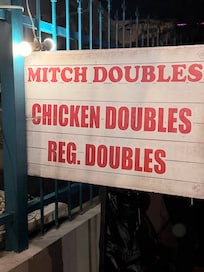 MITCH DOUBLES
CHICKEN DOUBLES
REG. DOUBLES